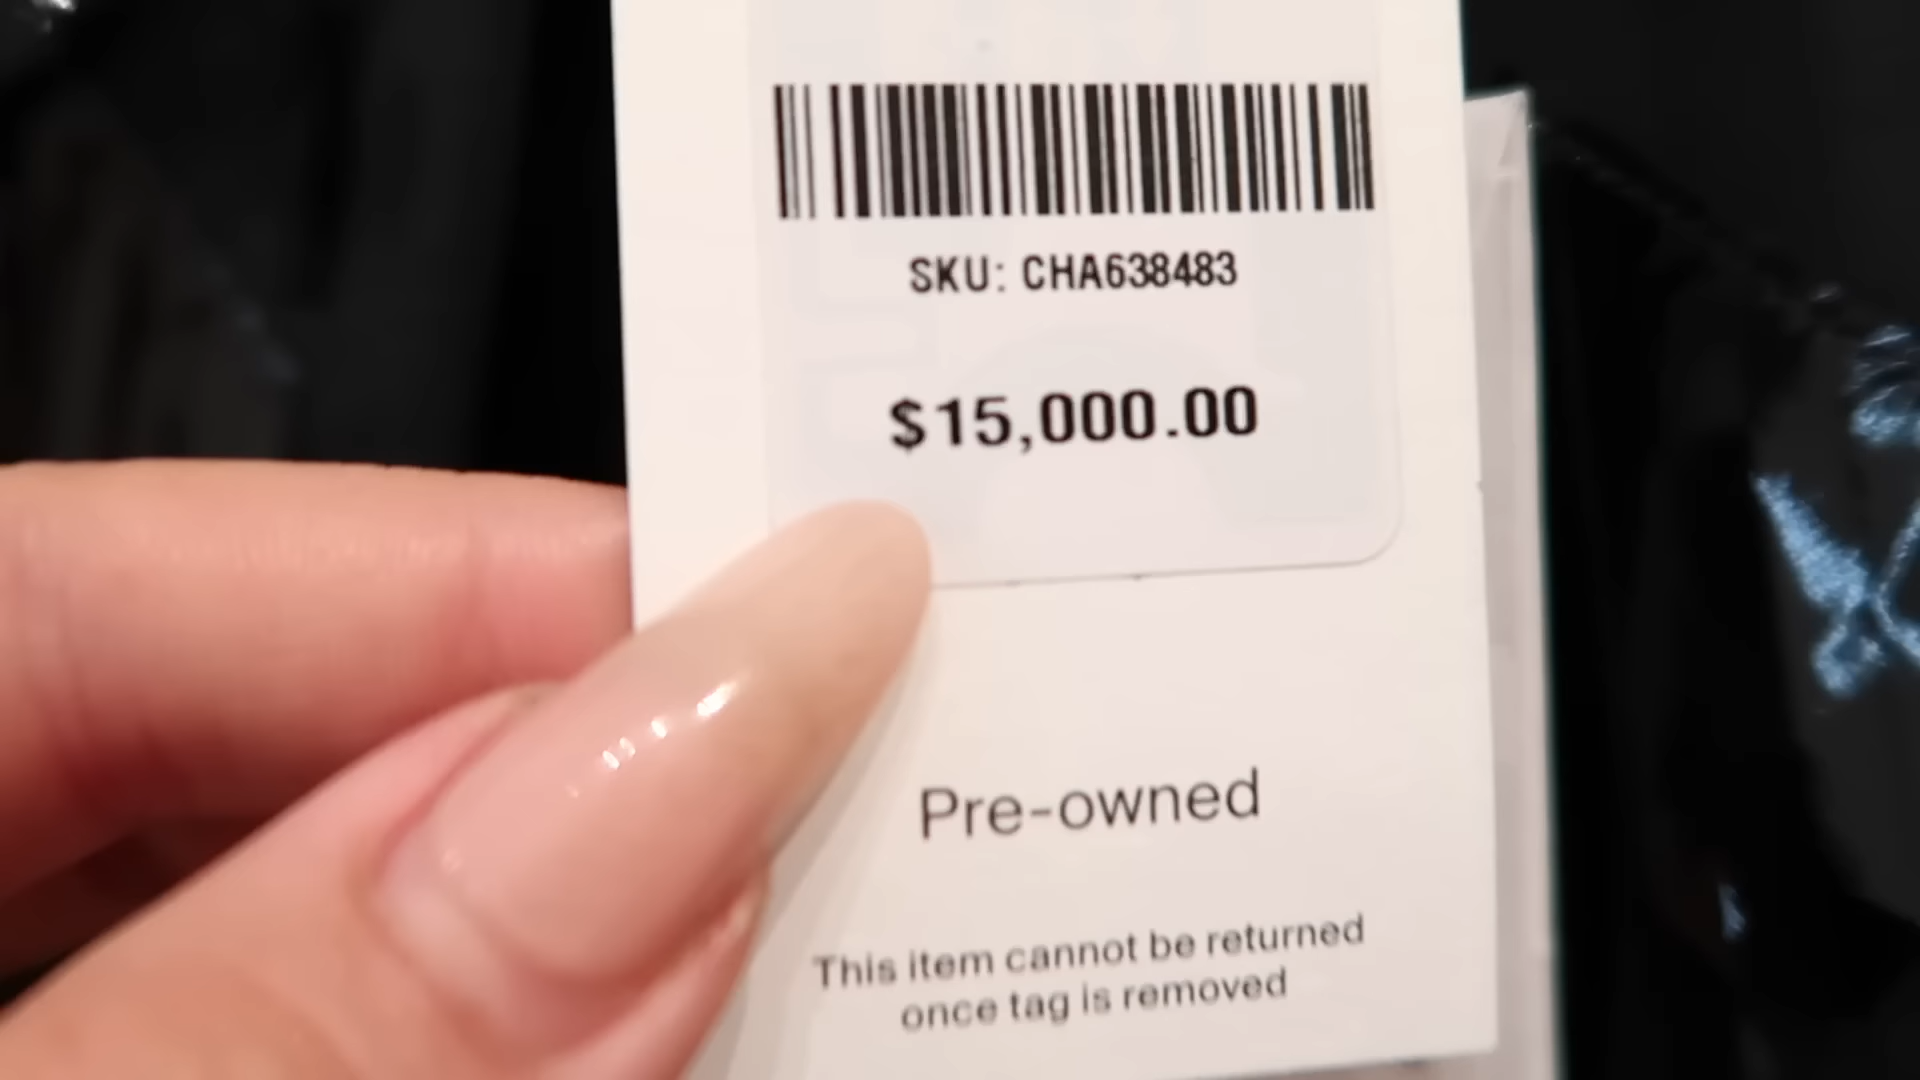 SKU: CHA638483
$15,000.00
Pre-owned
This item cannot be returned
once tag is removed